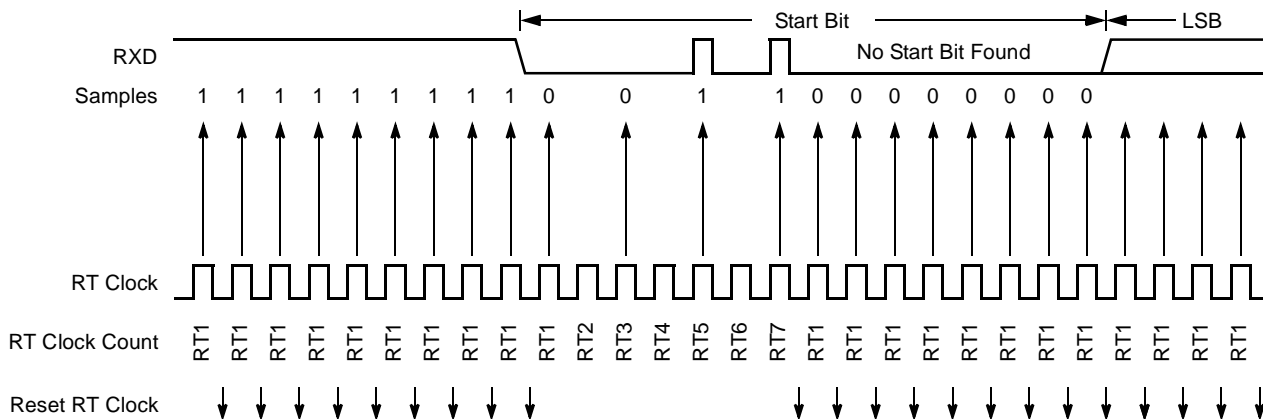 Start Bit LSB
RXD No Start Bit Found
Samples 1 1 1 1 1 1 1 1 1 0 0 1 1 0 0 0 0 0 0 0 0
RT Clock
RT Clock Count RT1 RT1 RT1 RT1 RT1 RT1 RT1 RT1 RT1 RT1 RT2 RT3 RT4 RT5 RT6 RT7 RT1 RT1 RT1 RT1 RT1 RT1 RT1 RT1 RT1 RT1 RT1 RT1
Reset RT Clock